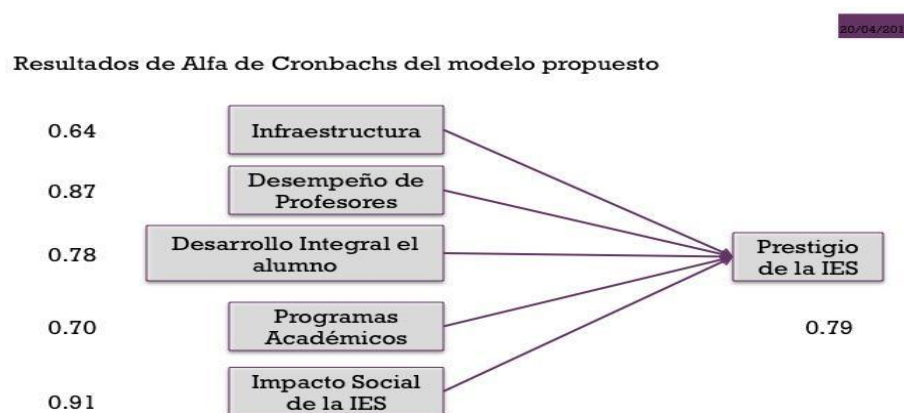 20/04/201
Resultados de Alfa de Cronbachs del modelo propuesto
0.64
Infraestructura
0.87
Desempeño de
Profesores
0.78
Desarrollo Integral el
alumno
Prestigio
de la IES
0.70
Programas
Académicos
0.79
0.91
Impacto Social
de la IES